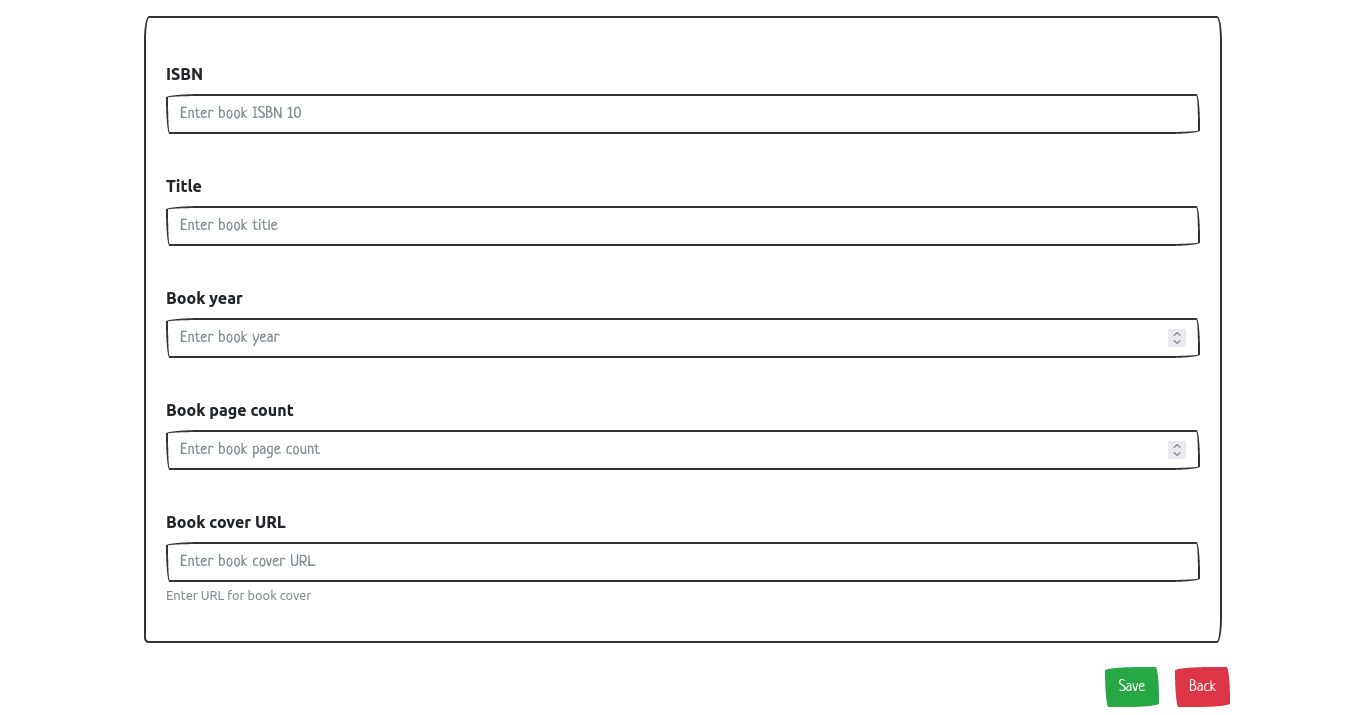 ISBN
Enter book ISBN 10
Title
Enter book title
Book year
Enter book year
Book page count
Enter book page count
Book cover URL
Enter book cover URL
Enter URL for book cover
Save Back